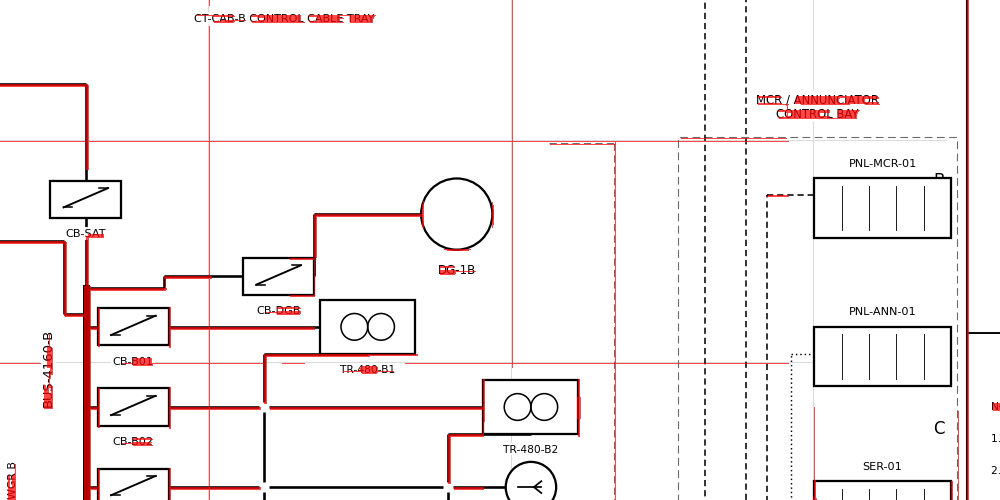 CT-CAB-B CONTROL CABLE TRAY
MCR / ANNUNCIATOR
CONTROL BAY
PNL-MCR-01
CB-SAT
DG-1B
CB-DGB
PNL-ANN-01
BUS-4160-B
CB-B01
TR-480-B1
C
CB-B02
TR-480-B2
SER-01
1.
2.
WGR B